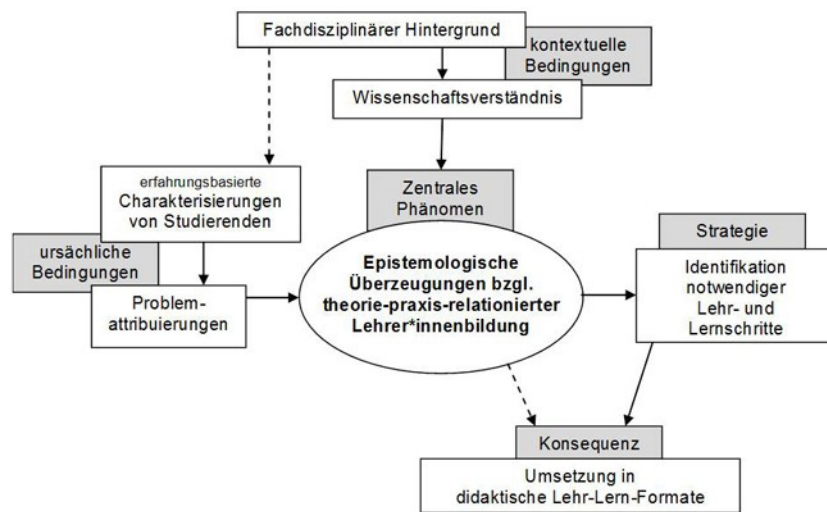 Fachdisziplinärer Hintergrund
kontextuelle
Bedingungen
Wissenschaftsverständnis
erfahrungsbasierte
Charakterisierungen
von Studierenden
Zentrales
Phänomen
ursächliche
Bedingungen
Problem-
attribuierungen
Epistemologische
Überzeugungen bzgl.
theorie-praxis-relationierter
Lehrer*innenbildung
Strategie
Identifikation
notwendiger
Lehr- und
Lernschritte
Konsequenz
Umsetzung in
didaktische Lehr-Lern-Formate